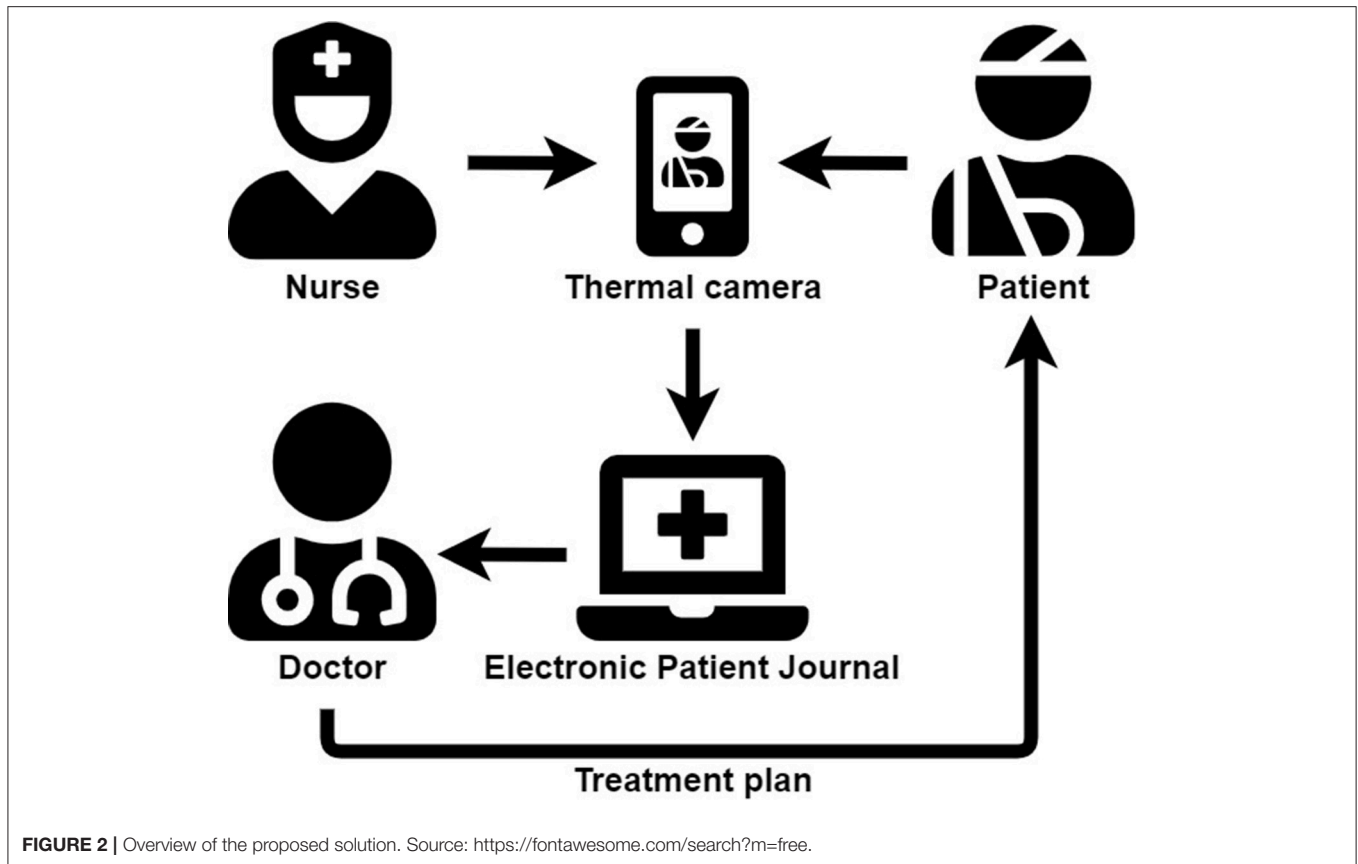 Nurse
Thermal camera
Patient
Doctor
Electronic Patient Journal
Treatment plan
FIGURE 2 | Overview of the proposed solution. Source: https://fontawesome.com/search?m=free.